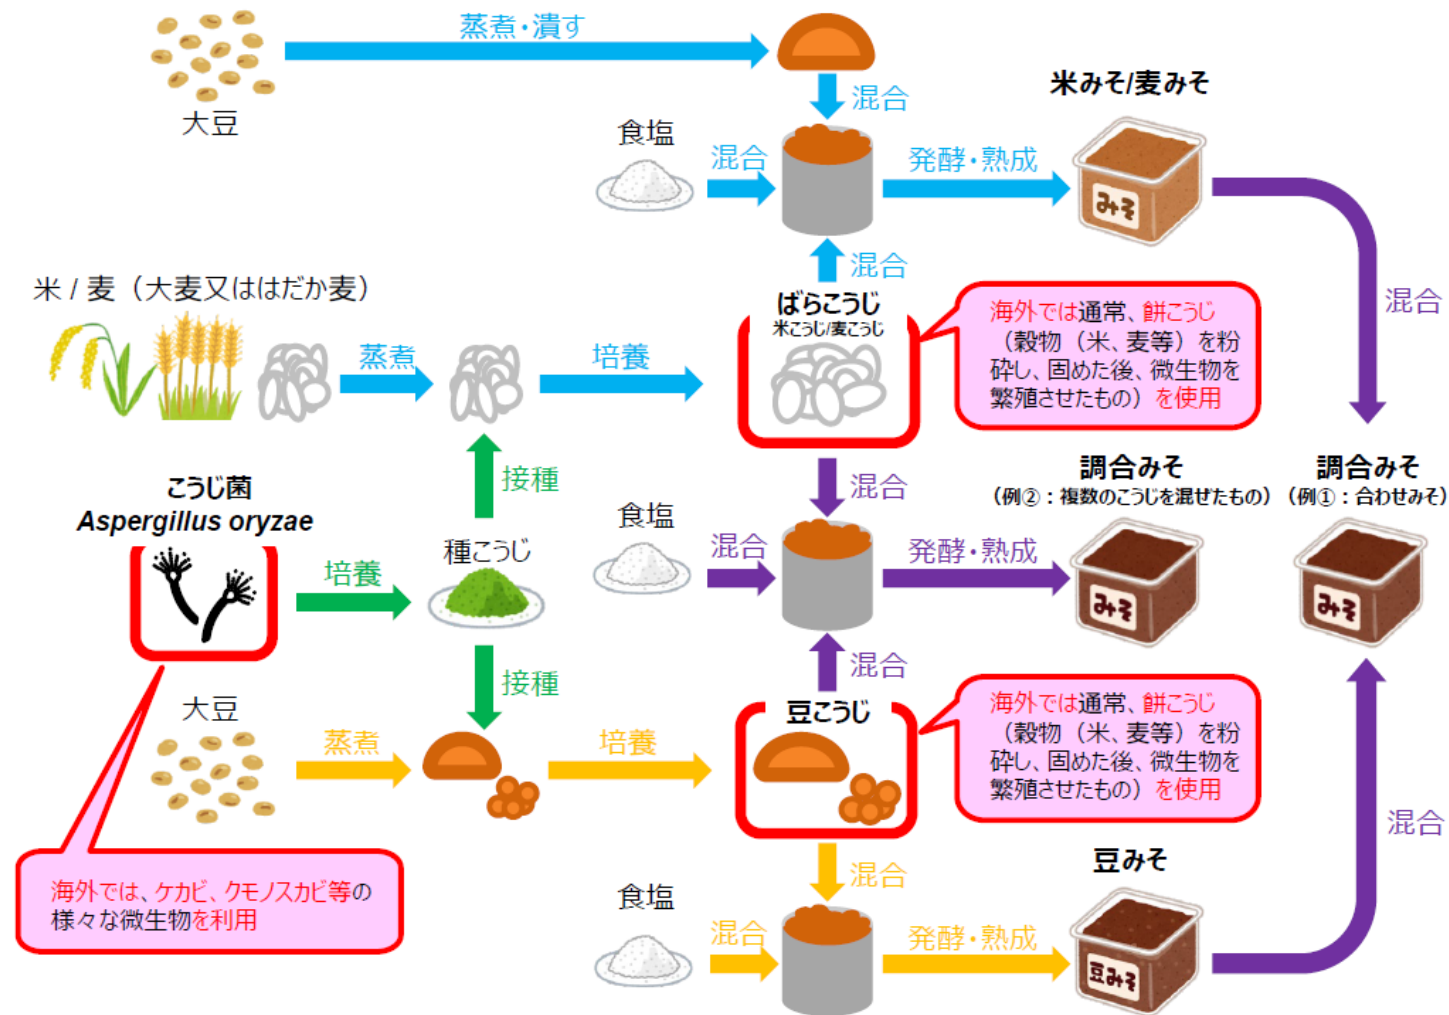 蒸煮・潰す
大豆
混合
米みそ/麦みそ
食塩
混合
発酵・熟成
みそ
混合
混合
米 / 麦（大麦又ははだか麦）
蒸煮
培養
ばらこうじ
米こうじ/麦こうじ
海外では通常、餅こうじ
（穀物（米、麦等）を粉
砕し、固めた後、微生物を
繁殖させたもの）を使用
接種
混合
こうじ菌
Aspergillus oryzae
培養
種こうじ
食塩
混合
発酵・熟成
調合みそ
（例②：複数のこうじを混ぜたもの）
みそ
調合みそ
（例①：合わせみそ）
みそ
接種
混合
大豆
蒸煮
培養
豆こうじ
海外では通常、餅こうじ
（穀物（米、麦等）を粉
砕し、固めた後、微生物を
繁殖させたもの）を使用
混合
海外では、ケカビ、クモノスカビ等の
様々な微生物を利用
混合
食塩
混合
発酵・熟成
豆みそ
豆みそ